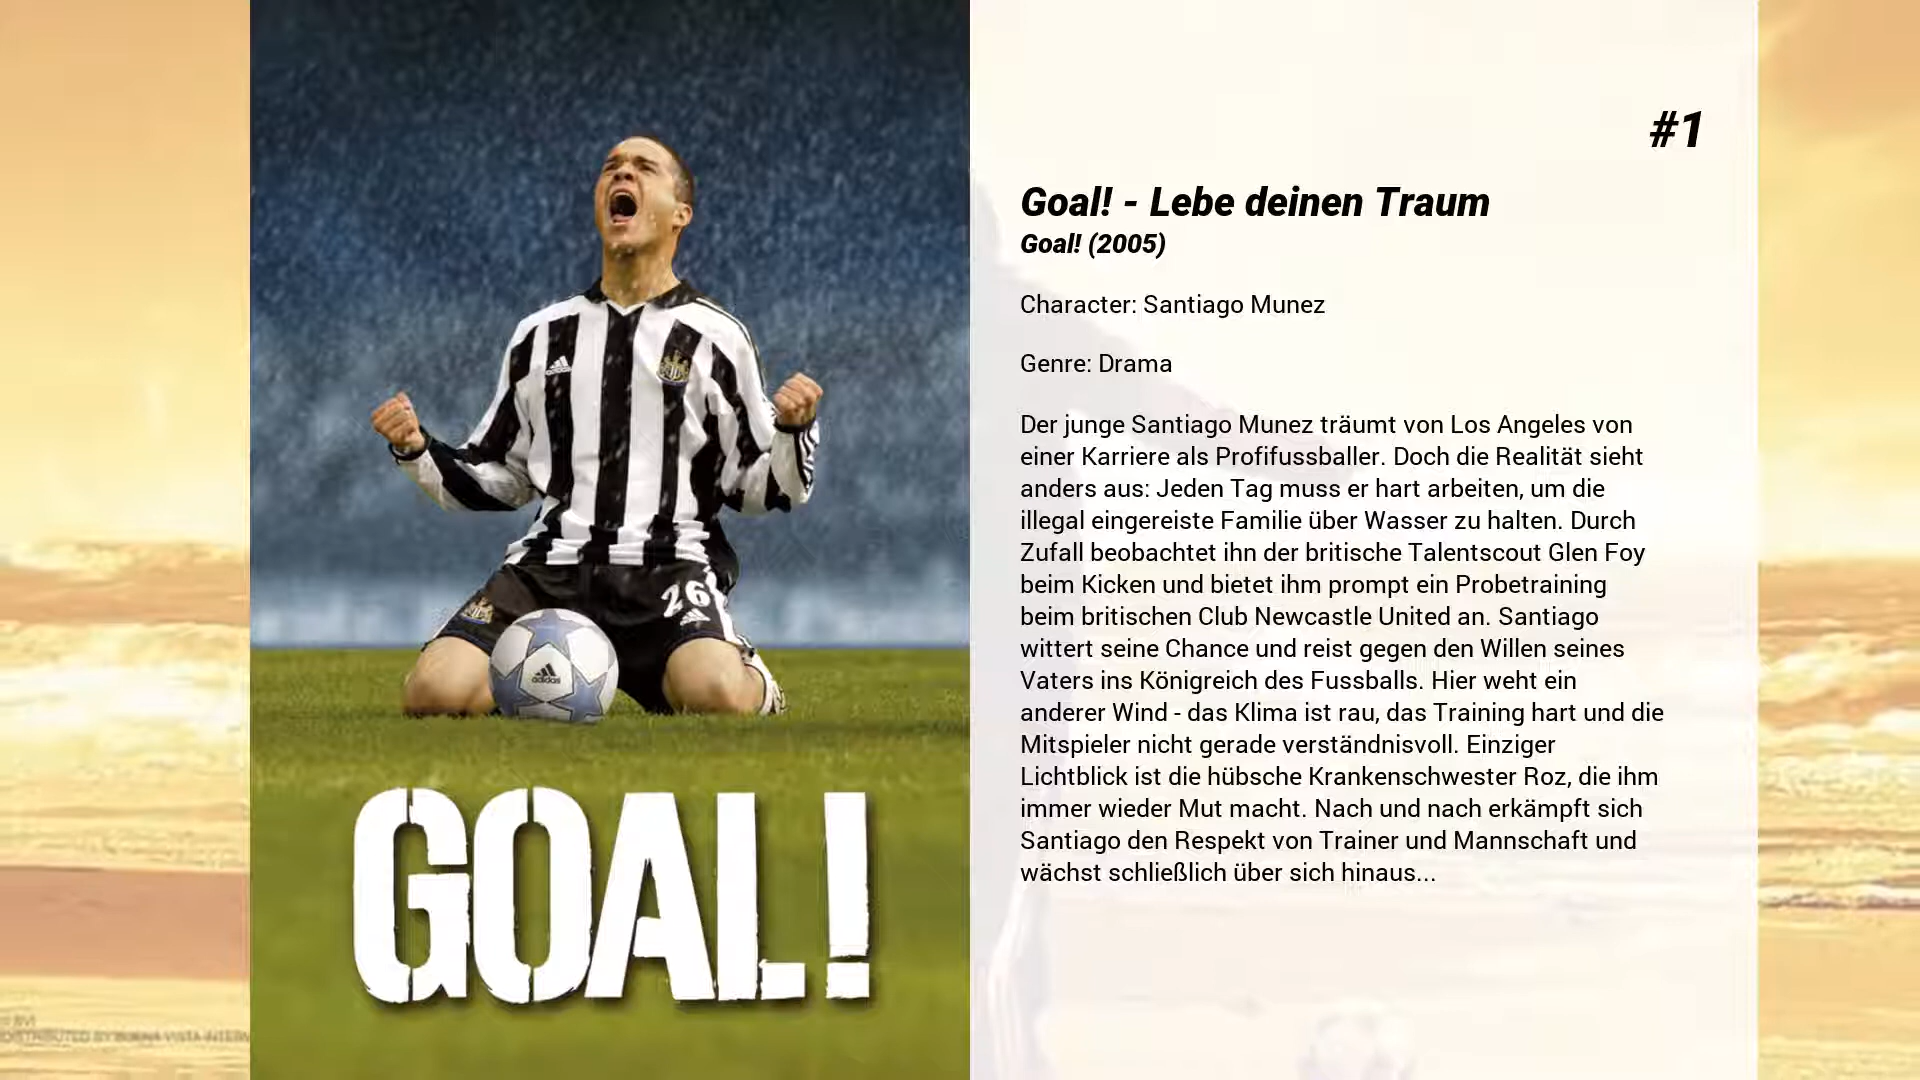 #1
Goal! - Lebe deinen Traum
Goal! (2005)
Character: Santiago Munez
Genre: Drama
Der junge Santiago Munez träumt von Los Angeles von
einer Karriere als Profifussballer. Doch die Realität sieht
anders aus: Jeden Tag muss er hart arbeiten, um die
illegal eingereiste Familie über Wasser zu halten. Durch
Zufall beobachtet ihn der britische Talentscout Glen Foy
beim Kicken und bietet ihm prompt ein Probetraining
beim britischen Club Newcastle United an. Santiago
wittert seine Chance und reist gegen den Willen seines
Vaters ins Königreich des Fussballs. Hier weht ein
anderer Wind - das Klima ist rau, das Training hart und die
Mitspieler nicht gerade verständnisvoll. Einziger
Lichtblick ist die hübsche Krankenschwester Roz, die ihm
immer wieder Mut macht. Nach und nach erkämpft sich
Santiago den Respekt von Trainer und Mannschaft und
wächst schließlich über sich hinaus...
adidas
26
adidas
GOAL!
DISTRIBUTED BY BUENA VISTA INTERN